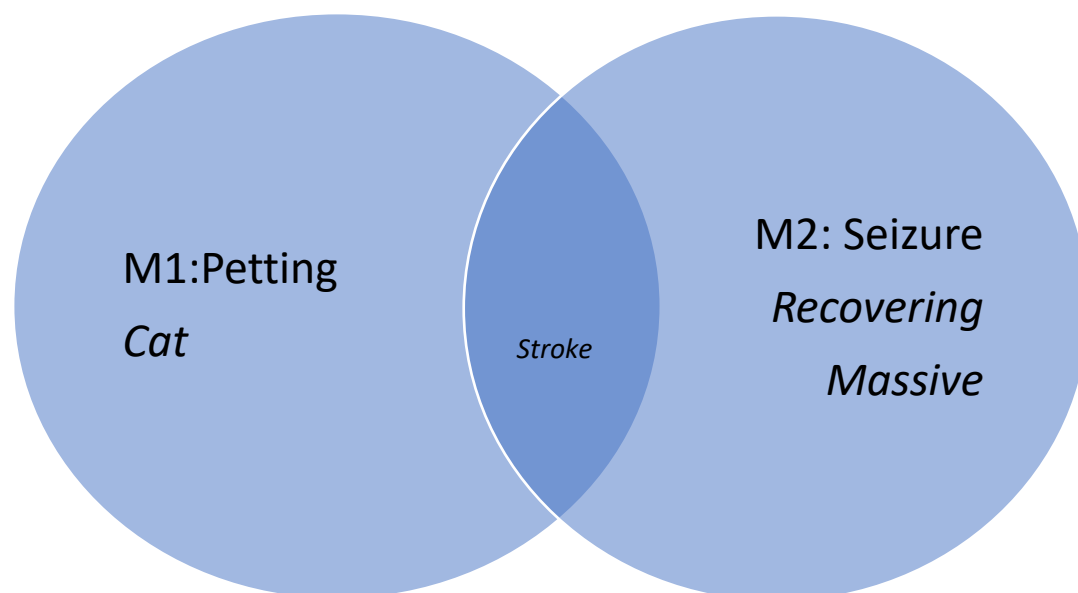 M1:Petting
Cat
Stroke
M2: Seizure
Recovering
Massive